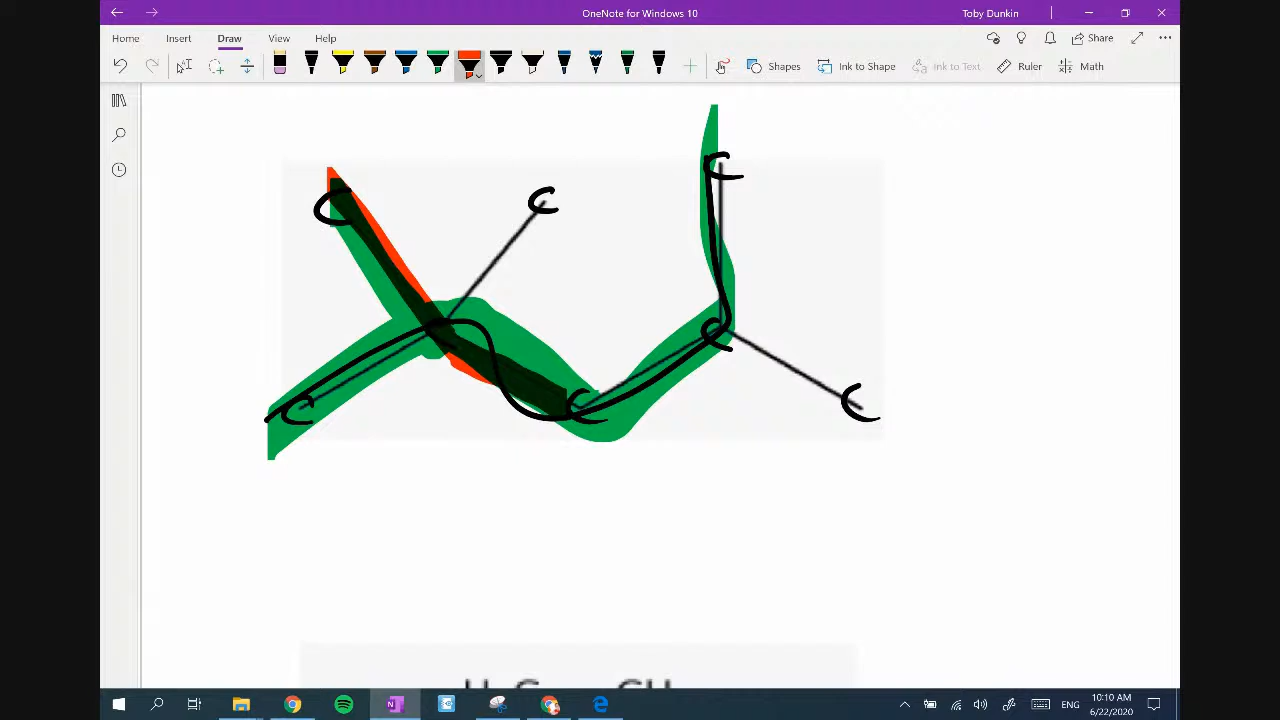 OneNote for Windows 10
Toby Dunkin
Home Insert Draw View Help
Share
Shapes Ink to Shape Ink to Text Ruler Math
C
C
C
C
C
C
C
ENG
10:10 AM
6/22/2020